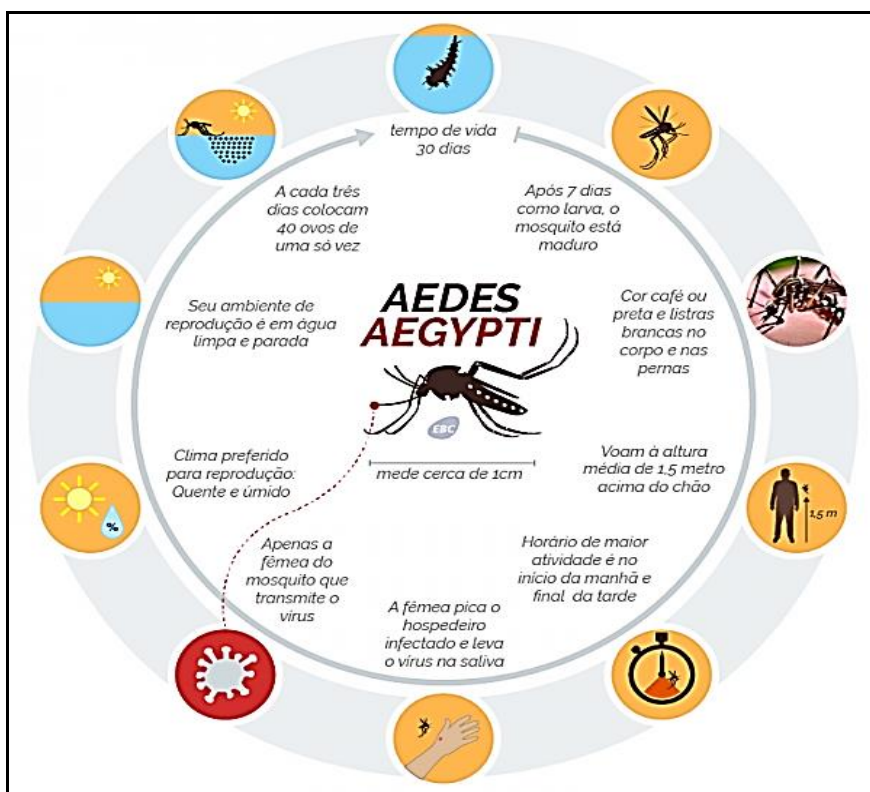 tempo de vida
30 dias
Após 7 dias
como larva, o
mosquito está
maduro
Cor café ou
preta e listras
brancas no
corpo e nas
pernas
Voam à altura
média de 1,5 metro
acima do chão
1,5 m
Horário de maior
atividade é no
início da manhã e
final da tarde
A fêmea pica o
hospedeiro
infectado e leva
o vírus na saliva
Apenas a
fêmea do
mosquito que
transmite o
vírus
Clima preferido
para reprodução:
Quente e úmido
%
Seu ambiente de
reprodução é em água
limpa e parada
A cada três
dias colocam
40 ovos de
uma só vez
AEDES
AEGYPTI
EBC
mede cerca de 1cm